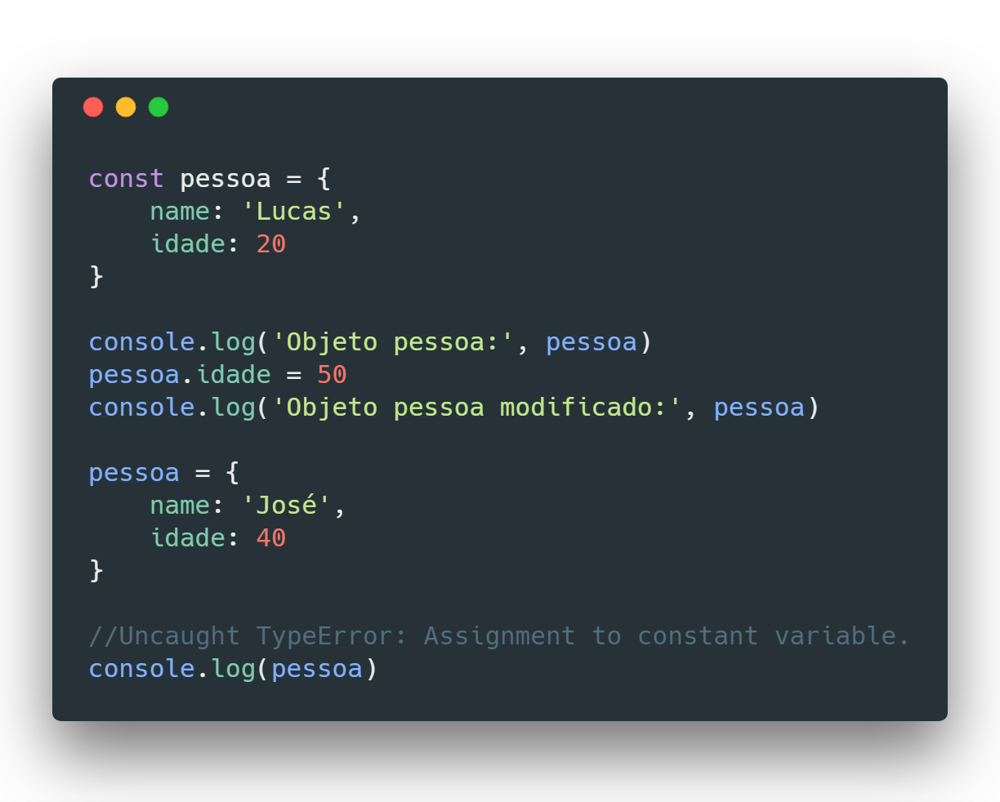 const pessoa = {
    name: 'Lucas',
    idade: 20
}

console.log('Objeto pessoa:', pessoa)
pessoa.idade = 50
console.log('Objeto pessoa modificado:', pessoa)

pessoa = {
    name: 'José',
    idade: 40
}

//Uncaught TypeError: Assignment to constant variable.
console.log(pessoa)